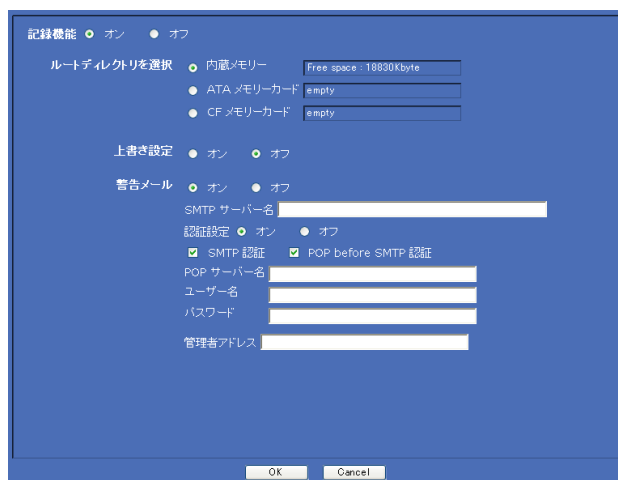 記録機能 オン オフ
ルートディレクトリを選択 内蔵メモリー Free space : 18830Kbyte
ATA メモリーカード empty
CF メモリーカード empty
上書き設定 オン オフ
警告メール オン オフ
SMTP サーバー名
認証設定 オン オフ
SMTP 認証 POP before SMTP 認証
POP サーバー名
ユーザー名
パスワード
管理者アドレス
OK Cancel